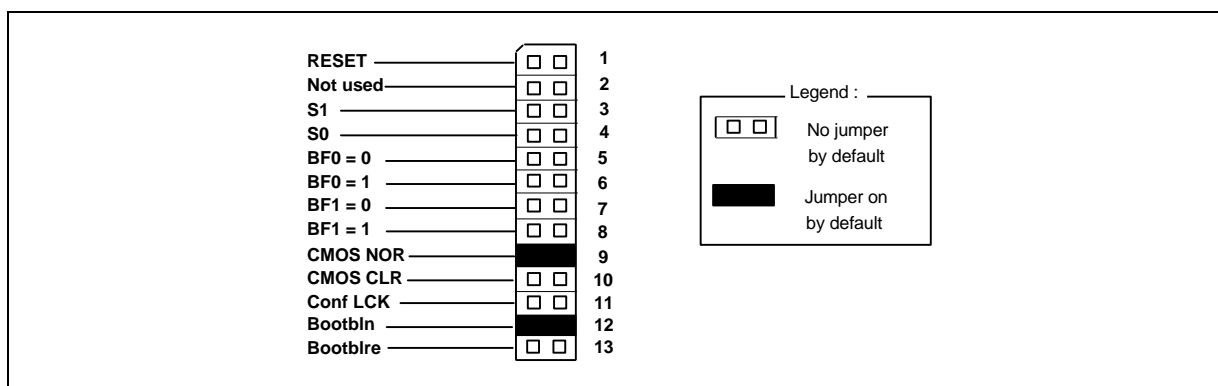 RESET 1
Not used 2
S1 3
S0 4
BF0 = 0 5
BF0 = 1 6
BF1 = 0 7
BF1 = 1 8
CMOS NOR 9
CMOS CLR 10
Conf LCK 11
Bootbln 12
Bootblre 13
Legend :
No jumper
by default
Jumper on
by default